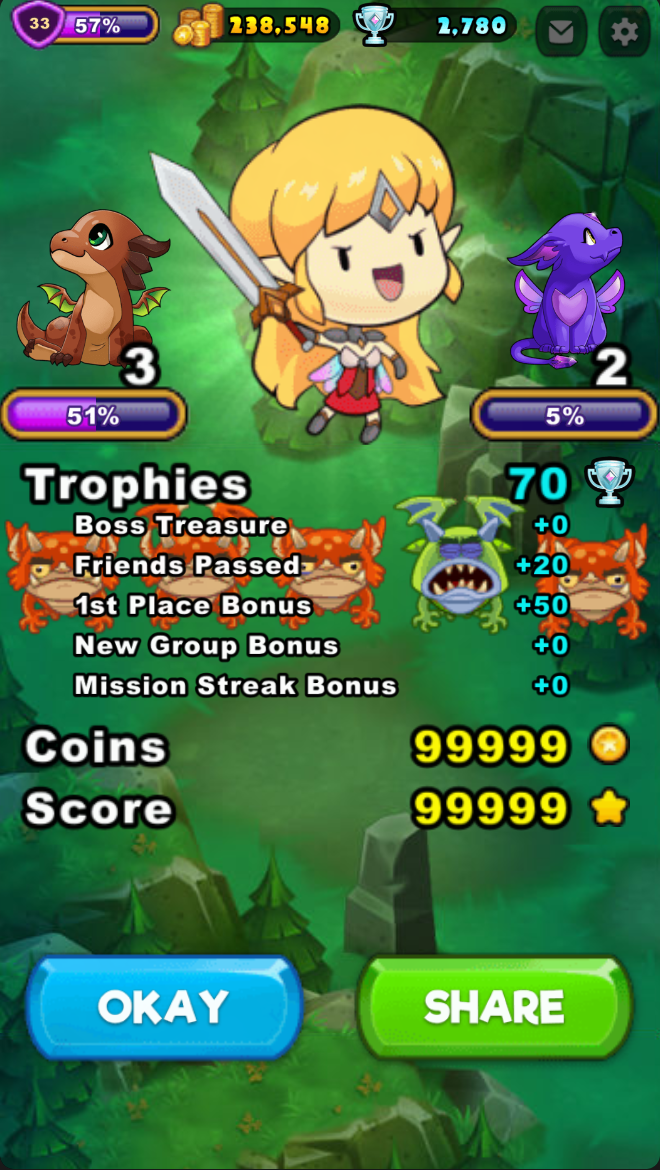 33 57% 238,548 2,780
3 2
51% 5%
Trophies 70
Boss Treasure +0
Friends Passed +20
1st Place Bonus +50
New Group Bonus +0
Mission Streak Bonus +0
Coins 99999
Score 99999
OKAY SHARE